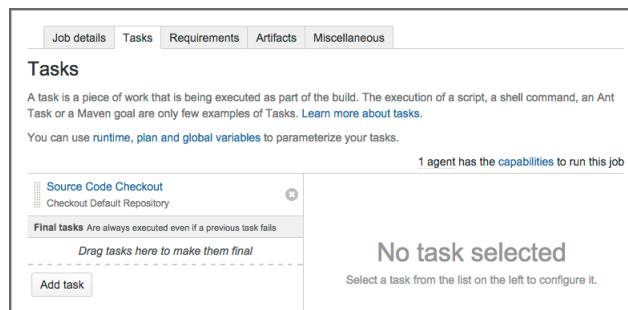 Job details Tasks Requirements Artifacts Miscellaneous
Tasks
A task is a piece of work that is being executed as part of the build. The execution of a script, a shell command, an Ant
Task or a Maven goal are only few examples of Tasks. Learn more about tasks.
You can use runtime, plan and global variables to parameterize your tasks.
1 agent has the capabilities to run this job
Source Code Checkout
Checkout Default Repository
Final tasks Are always executed even if a previous task fails
Drag tasks here to make them final
Add task
No task selected
Select a task from the list on the left to configure it.